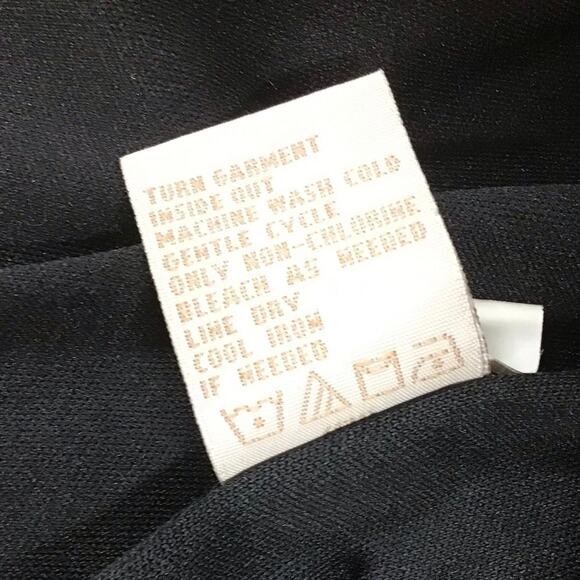 TURN GARMENT
INSIDE OUT
MACHINE WASH COLD
GENTLE CYCLE
ONLY NON-CHLORINE
BLEACH AS NEEDED
LINE DRY
COOL IRON
IF NEEDED